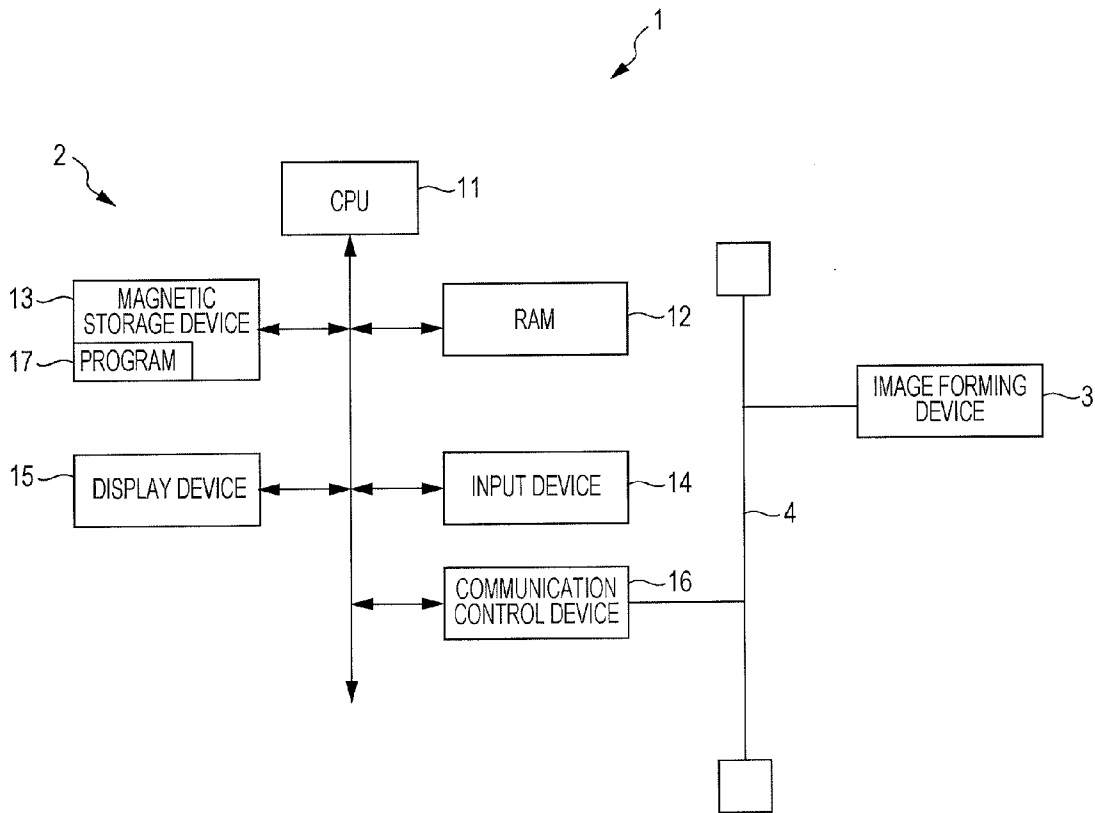 1
2
CPU
11
13
MAGNETIC
STORAGE DEVICE
17
PROGRAM
RAM
12
IMAGE FORMING
DEVICE
3
15
DISPLAY DEVICE
INPUT DEVICE
14
4
COMMUNICATION
CONTROL DEVICE
16